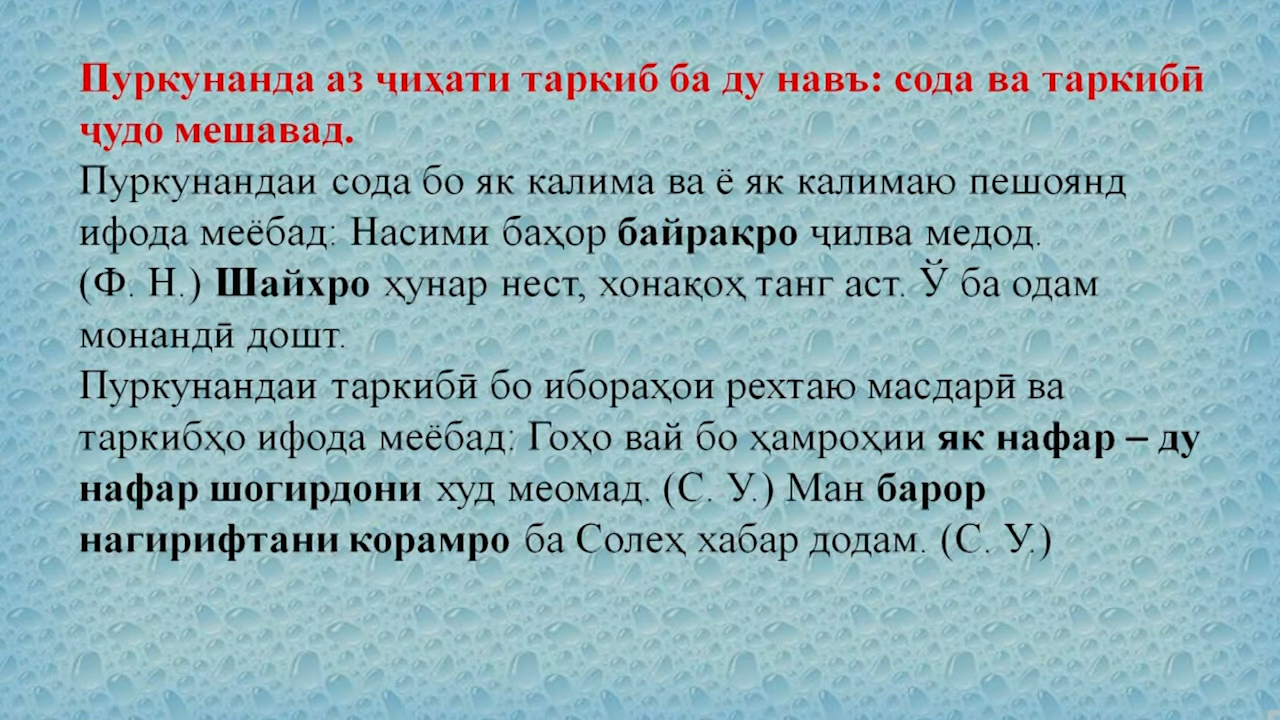 Пуркунанда аз ҷиҳати таркиб ба ду навъ: сода ва таркибӣ
ҷудо мешавад.
Пуркунандаи сода бо як калима ва ё як калимаю пешоянд
ифода меёбад: Насими баҳор байрақро ҷилва медод.
(Ф. Н.) Шайхро ҳунар нест, хонақоҳ танг аст. Ӯ ба одам
монандӣ дошт.
Пуркунандаи таркибӣ бо ибораҳои рехтаю масдарӣ ва
таркибҳо ифода меёбад: Гоҳо вай бо ҳамроҳии як нафар – ду
нафар шогирдони худ меомад. (С. У.) Ман барор
нагирифтани корамро ба Солеҳ хабар додам. (С. У.)